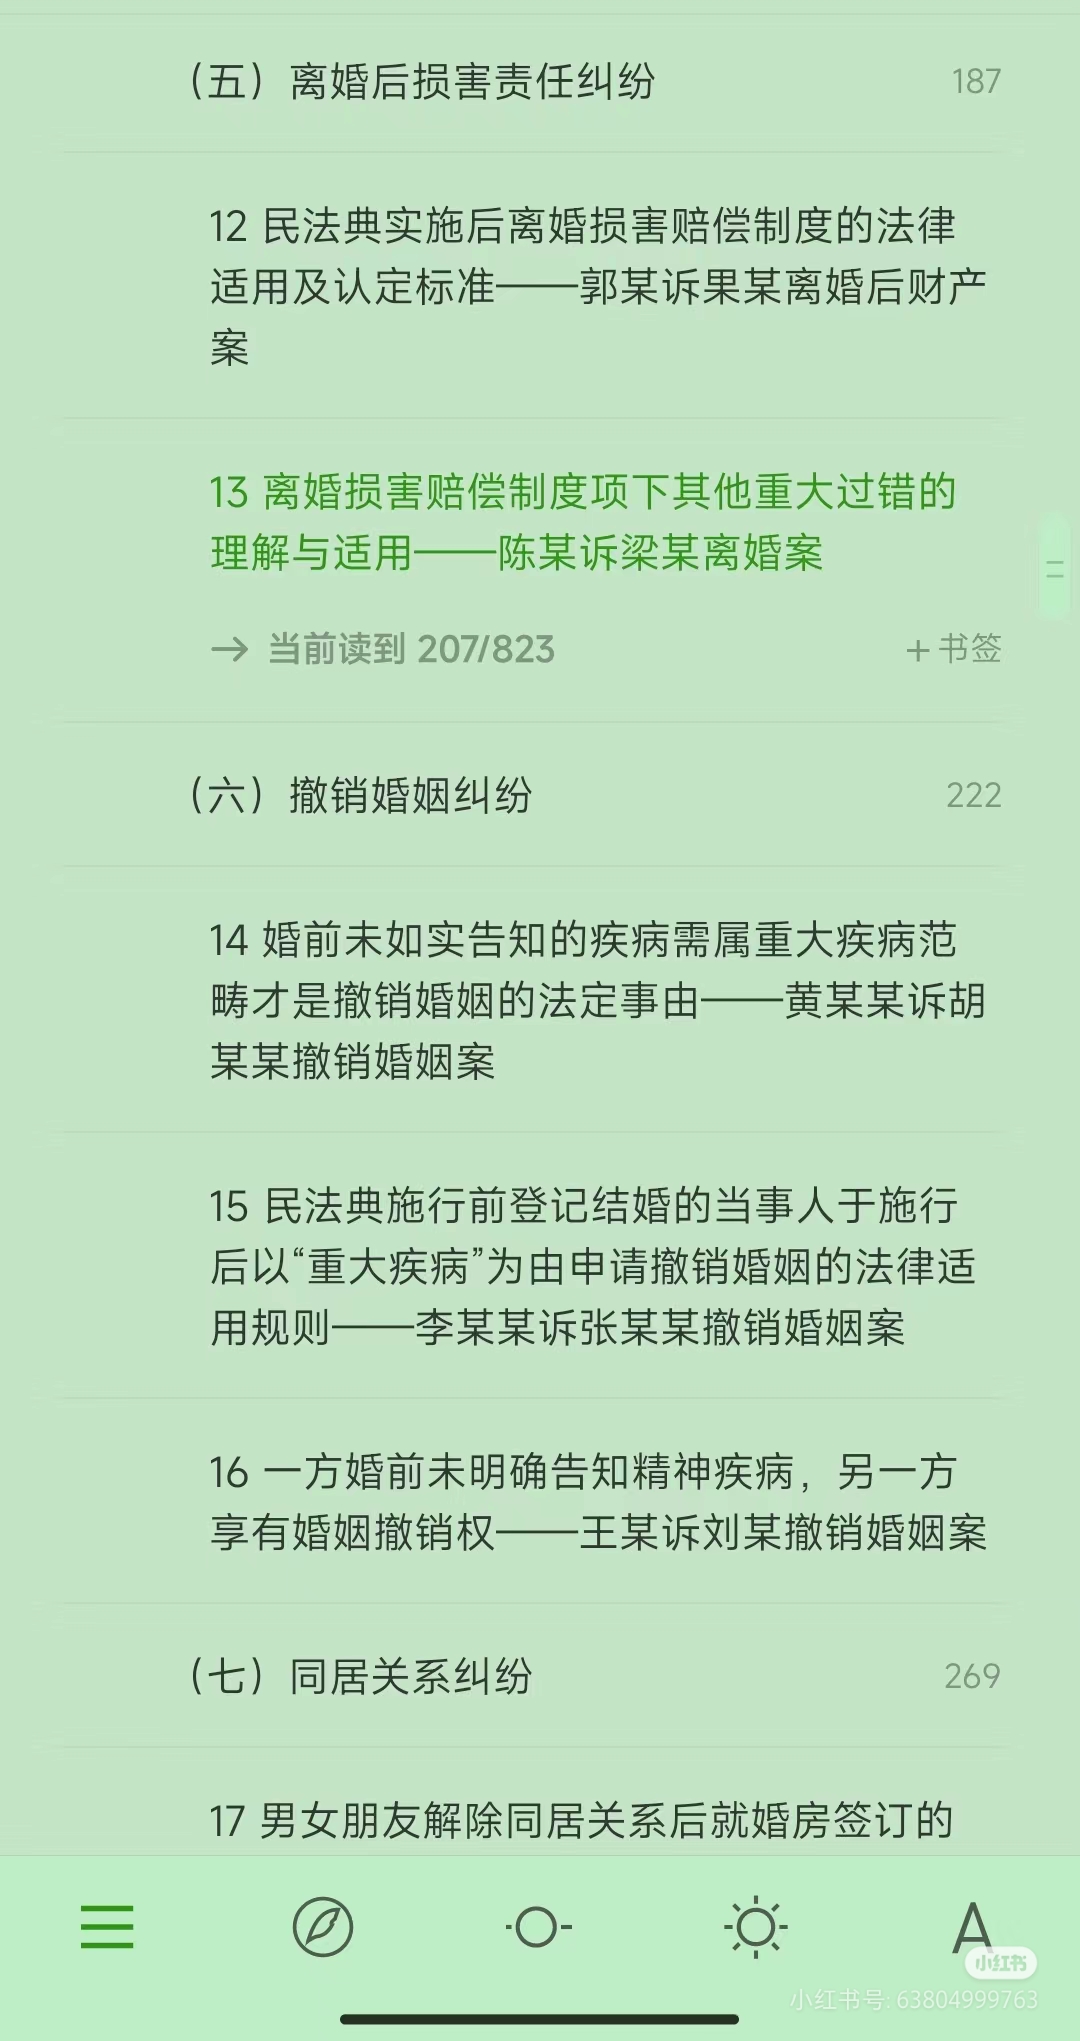 （五）离婚后损害责任纠纷 187
12 民法典实施后离婚损害赔偿制度的法律
适用及认定标准——郭某诉果某离婚后财产
案
13 离婚损害赔偿制度项下其他重大过错的
理解与适用——陈某诉梁某离婚案
→ 当前读到 207/823 ＋书签
（六）撤销婚姻纠纷 222
14 婚前未如实告知的疾病需属重大疾病范
畴才是撤销婚姻的法定事由——黄某某诉胡
某某撤销婚姻案
15 民法典施行前登记结婚的当事人于施行
后以“重大疾病”为由申请撤销婚姻的法律适
用规则——李某某诉张某某撤销婚姻案
16 一方婚前未明确告知精神疾病，另一方
享有婚姻撤销权——王某诉刘某撤销婚姻案
（七）同居关系纠纷 269
17 男女朋友解除同居关系后就婚房签订的
A
小红书
小红书号: 63804999763